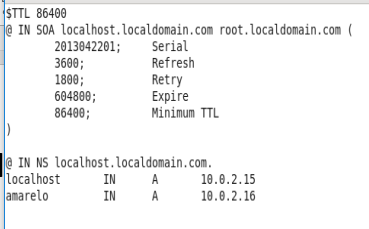 $TTL 86400
@ IN SOA localhost.localdomain.com root.localdomain.com (
2013042201; Serial
3600; Refresh
1800; Retry
604800; Expire
86400; Minimum TTL
)
@ IN NS localhost.localdomain.com.
localhost IN A 10.0.2.15
amarelo IN A 10.0.2.16